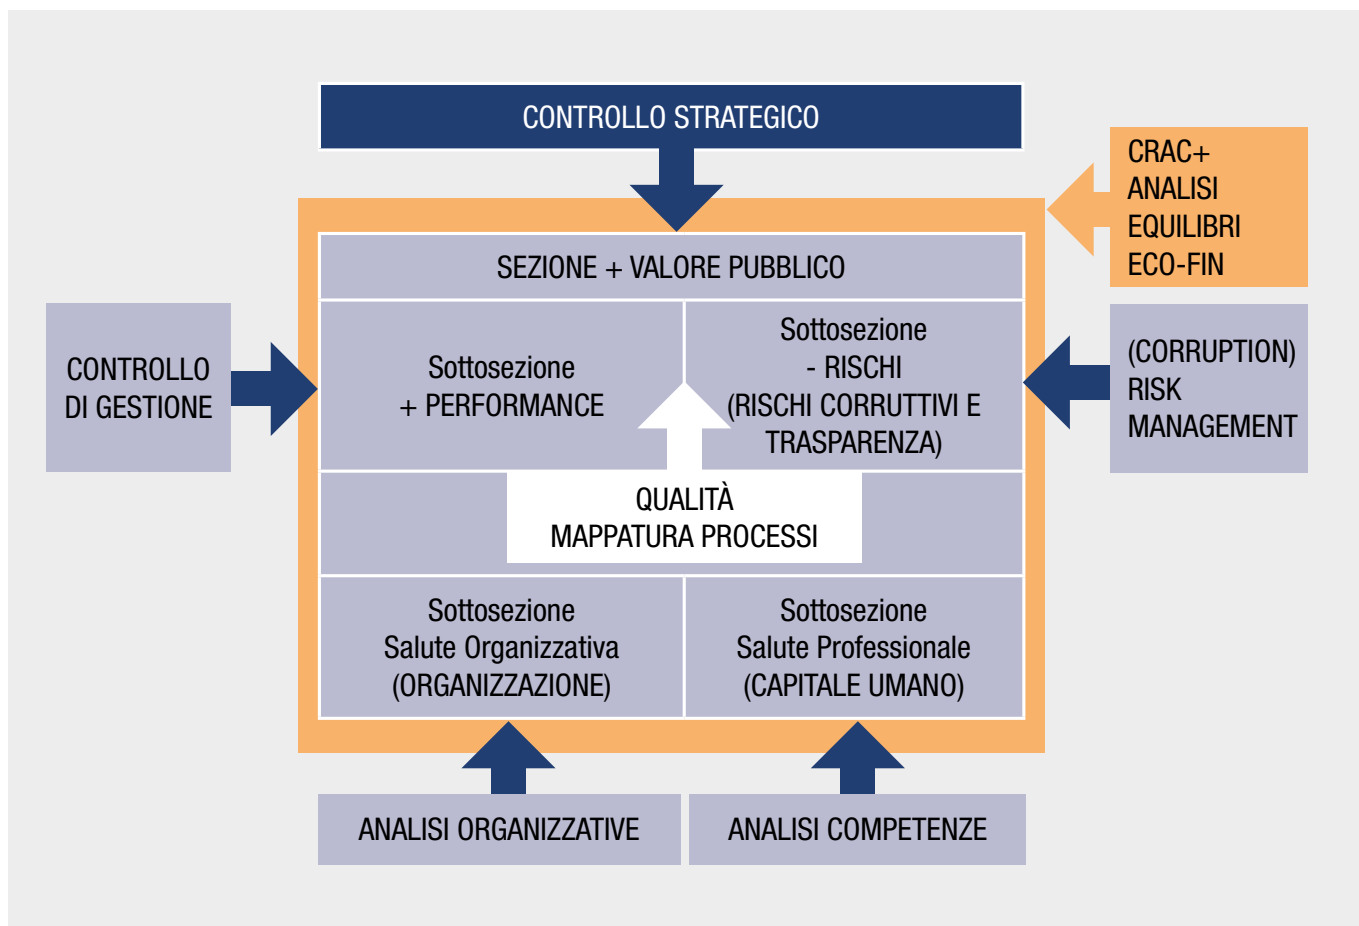 CONTROLLO STRATEGICO
CRAC+
ANALISI
EQUILIBRI
ECO-FIN
SEZIONE + VALORE PUBBLICO
CONTROLLO
DI GESTIONE
Sottosezione
+ PERFORMANCE
Sottosezione
- RISCHI
(RISCHI CORRUTTIVI E
TRASPARENZA)
(CORRUPTION)
RISK
MANAGEMENT
QUALITÀ
MAPPATURA PROCESSI
Sottosezione
Salute Organizzativa
(ORGANIZZAZIONE)
Sottosezione
Salute Professionale
(CAPITALE UMANO)
ANALISI ORGANIZZATIVE
ANALISI COMPETENZE